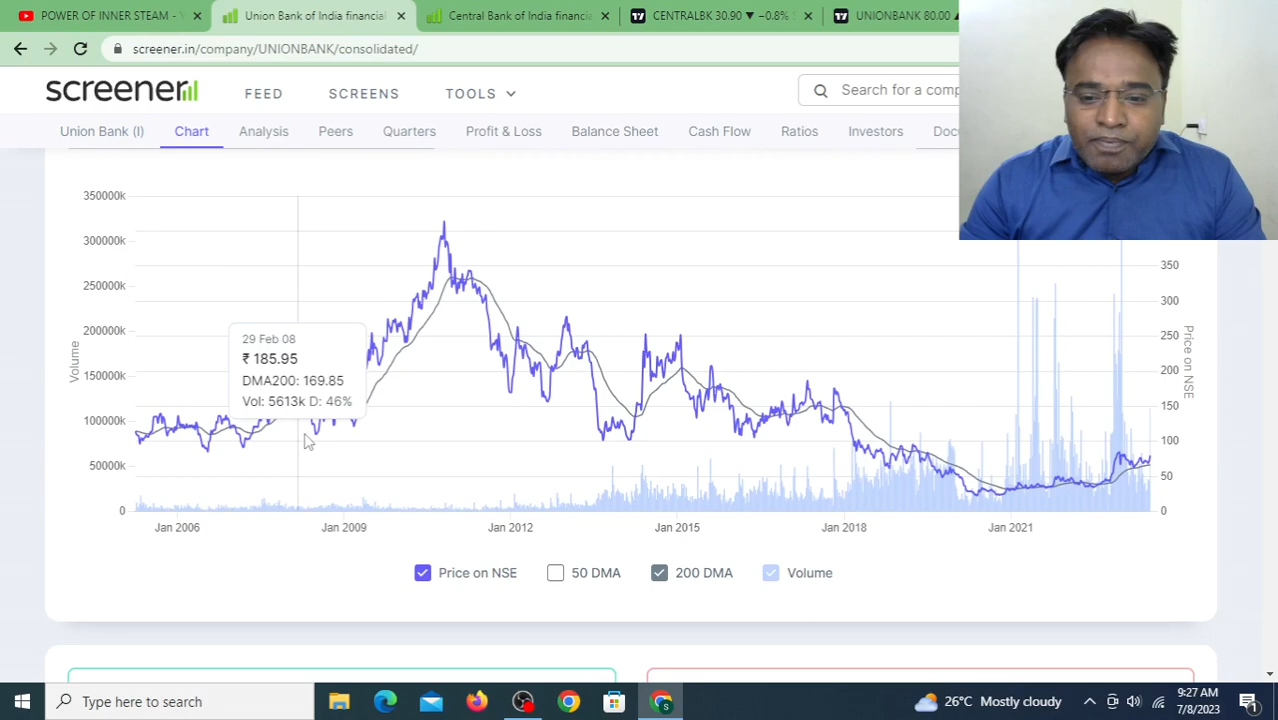 POWER OF INNER STEAM - Y
Union Bank of India financial
Central Bank of India financia
CENTRALBK 30.90 ▼ −0.8%
UNIONBANK 80.00 ▲
screener.in/company/UNIONBANK/consolidated/
screener
FEED
SCREENS
TOOLS
Search for a comp
Union Bank (I)
Chart
Analysis
Peers
Quarters
Profit & Loss
Balance Sheet
Cash Flow
Ratios
Investors
Doc
350000k
300000k
250000k
200000k
150000k
100000k
50000k
0
Volume
29 Feb 08
₹ 185.95
DMA200: 169.85
Vol: 5613k D: 46%
350
300
250
200
150
100
50
0
Price on NSE
Jan 2006
Jan 2009
Jan 2012
Jan 2015
Jan 2018
Jan 2021
Price on NSE
50 DMA
200 DMA
Volume
Type here to search
26°C Mostly cloudy
9:27 AM
7/8/2023
1